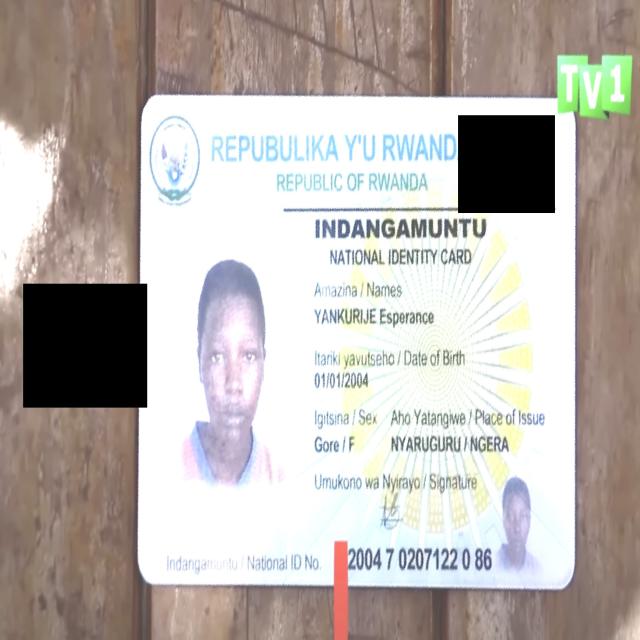 TV1
REPUBULIKA Y'U RWAND
REPUBLIC OF RWANDA
INDANGAMUNTU
NATIONAL IDENTITY CARD
Amazina / Names
YANKURIJE Esperance
Itariki yavutseho / Date of Birth
01/01/2004
Igitsina / Sex Aho Yatangiwe / Place of Issue
Gore / F NYARUGURU / NGERA
Umukono wa Nyirayo / Signature
Indangamuntu / National ID No. 2004 7 0207122 0 86